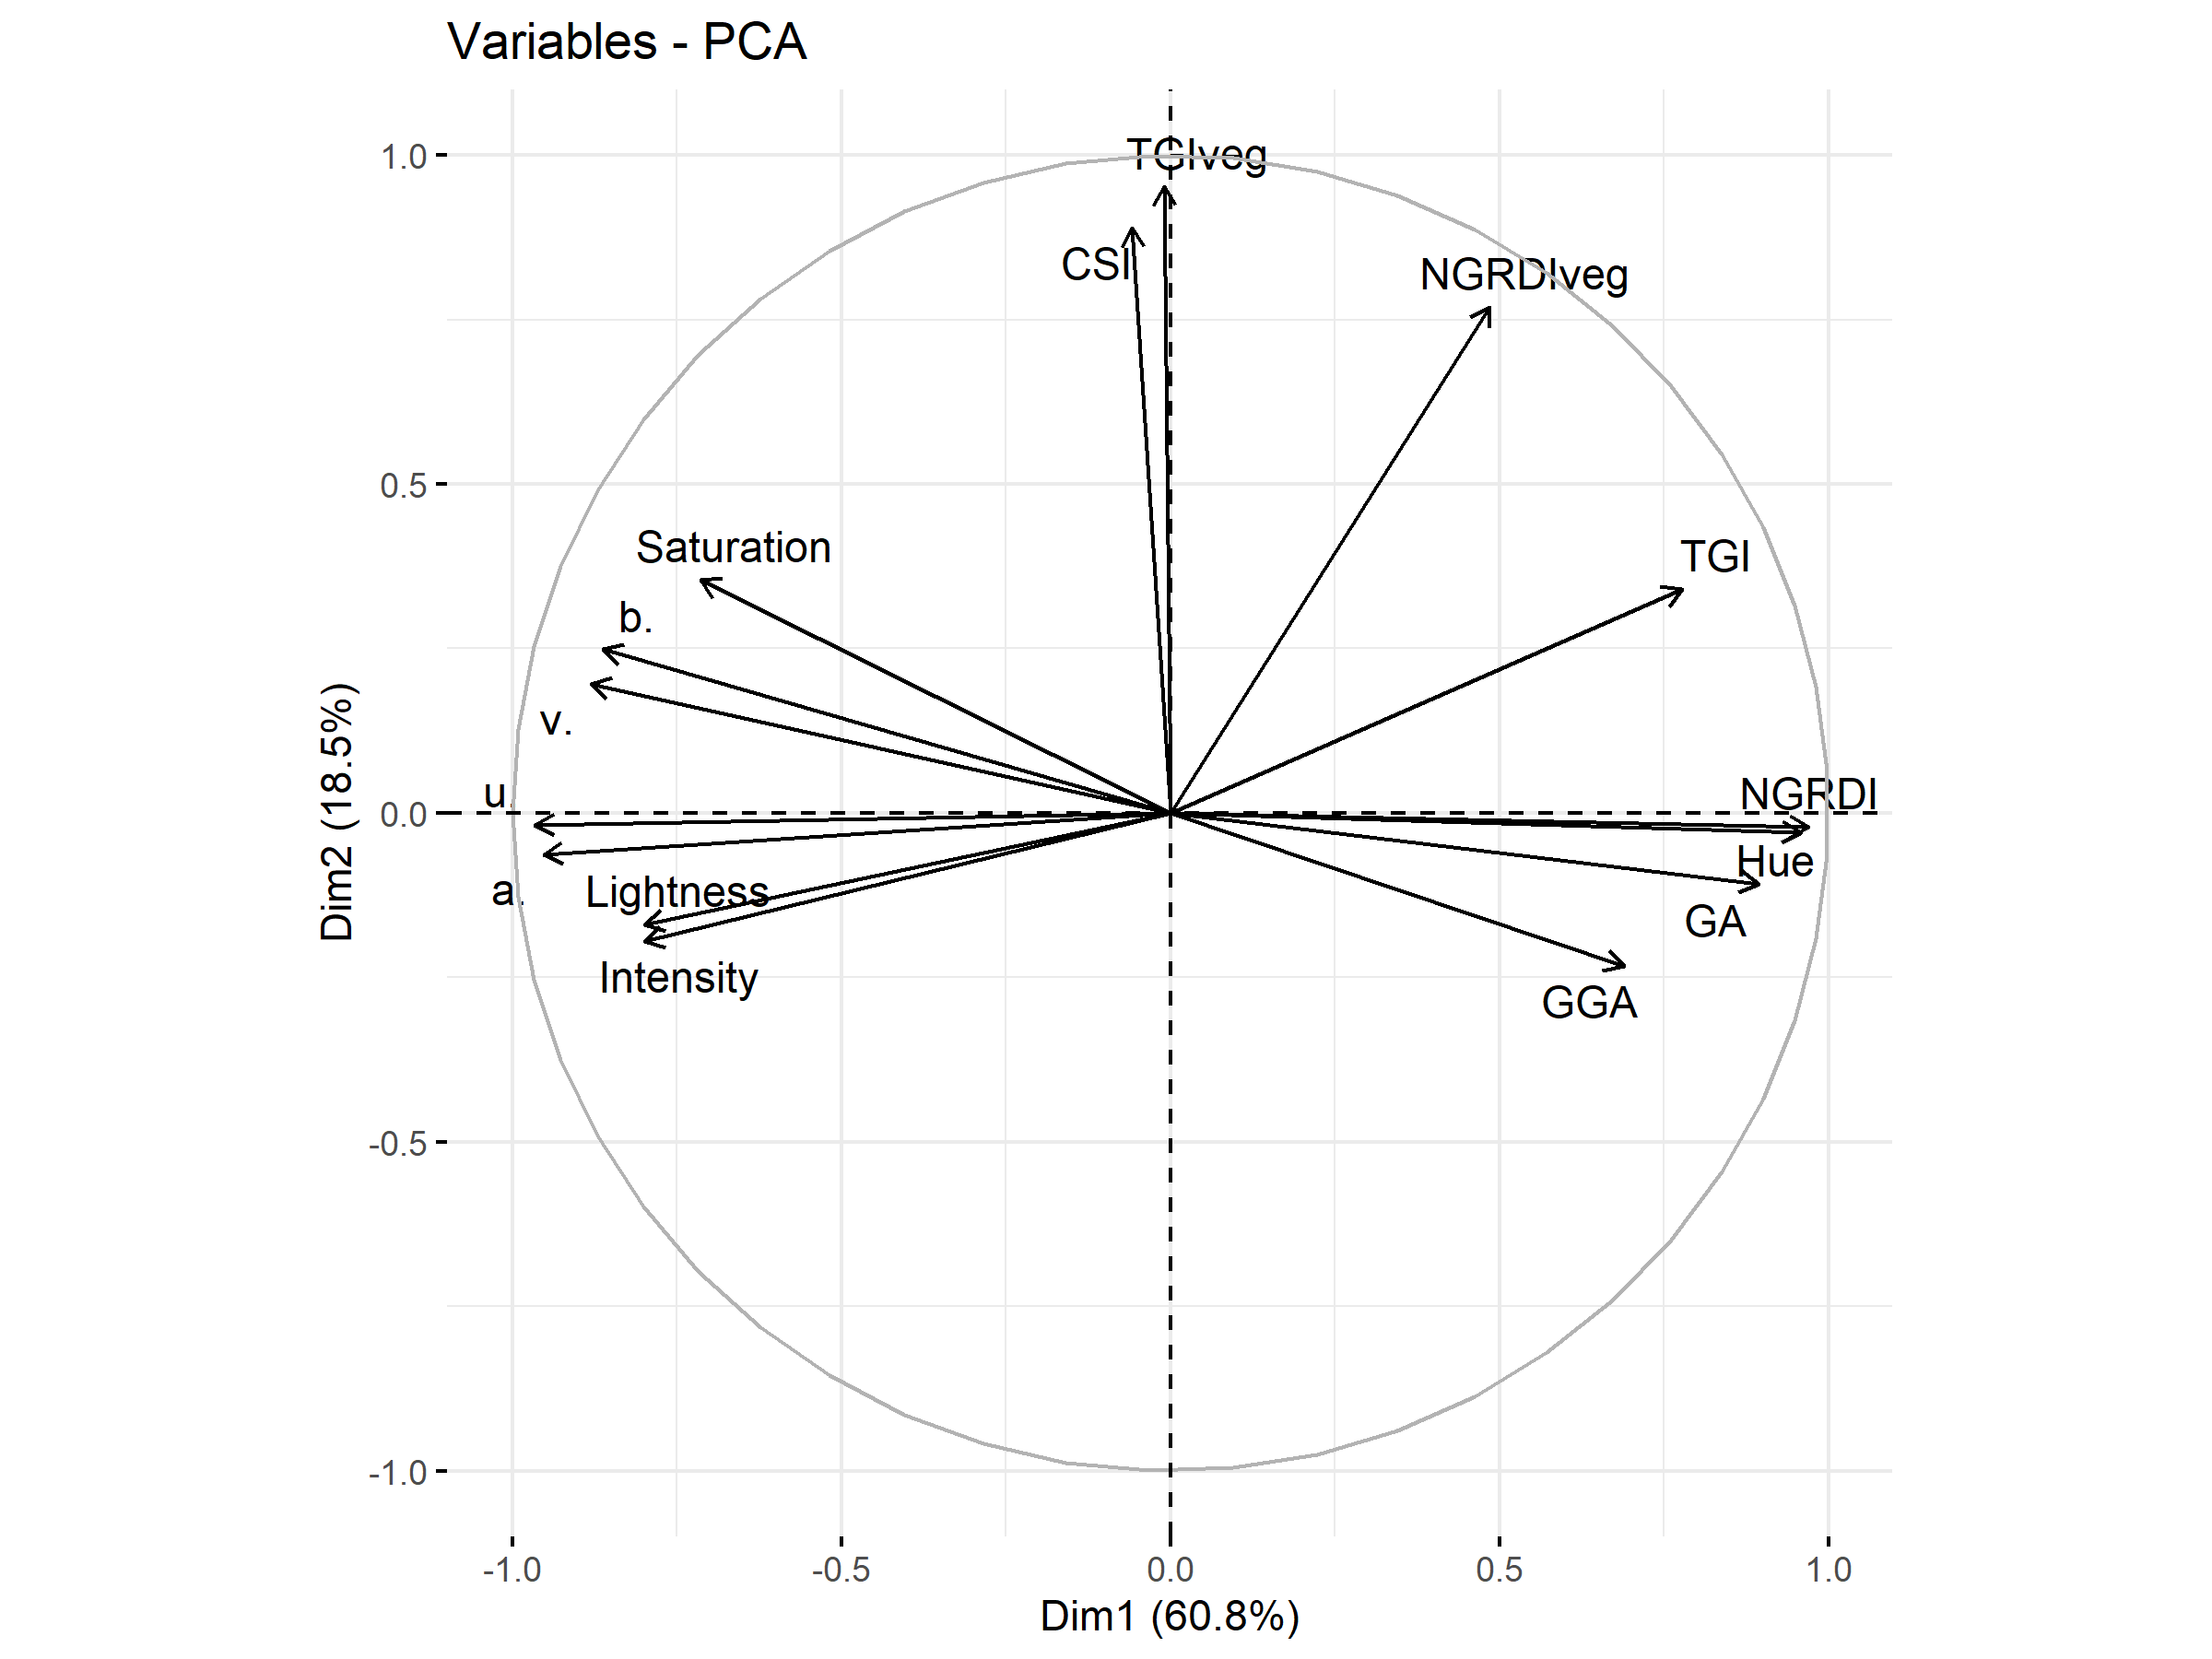 Variables - PCA
TGIveg
CSI
NGRDIveg
Saturation
TGI
b.
v.
u.
NGRDI
Hue
a.
Lightness
GA
Intensity
GGA
1.0
0.5
0.0
-0.5
-1.0
Dim2 (18.5%)
-1.0
-0.5
0.0
0.5
1.0
Dim1 (60.8%)